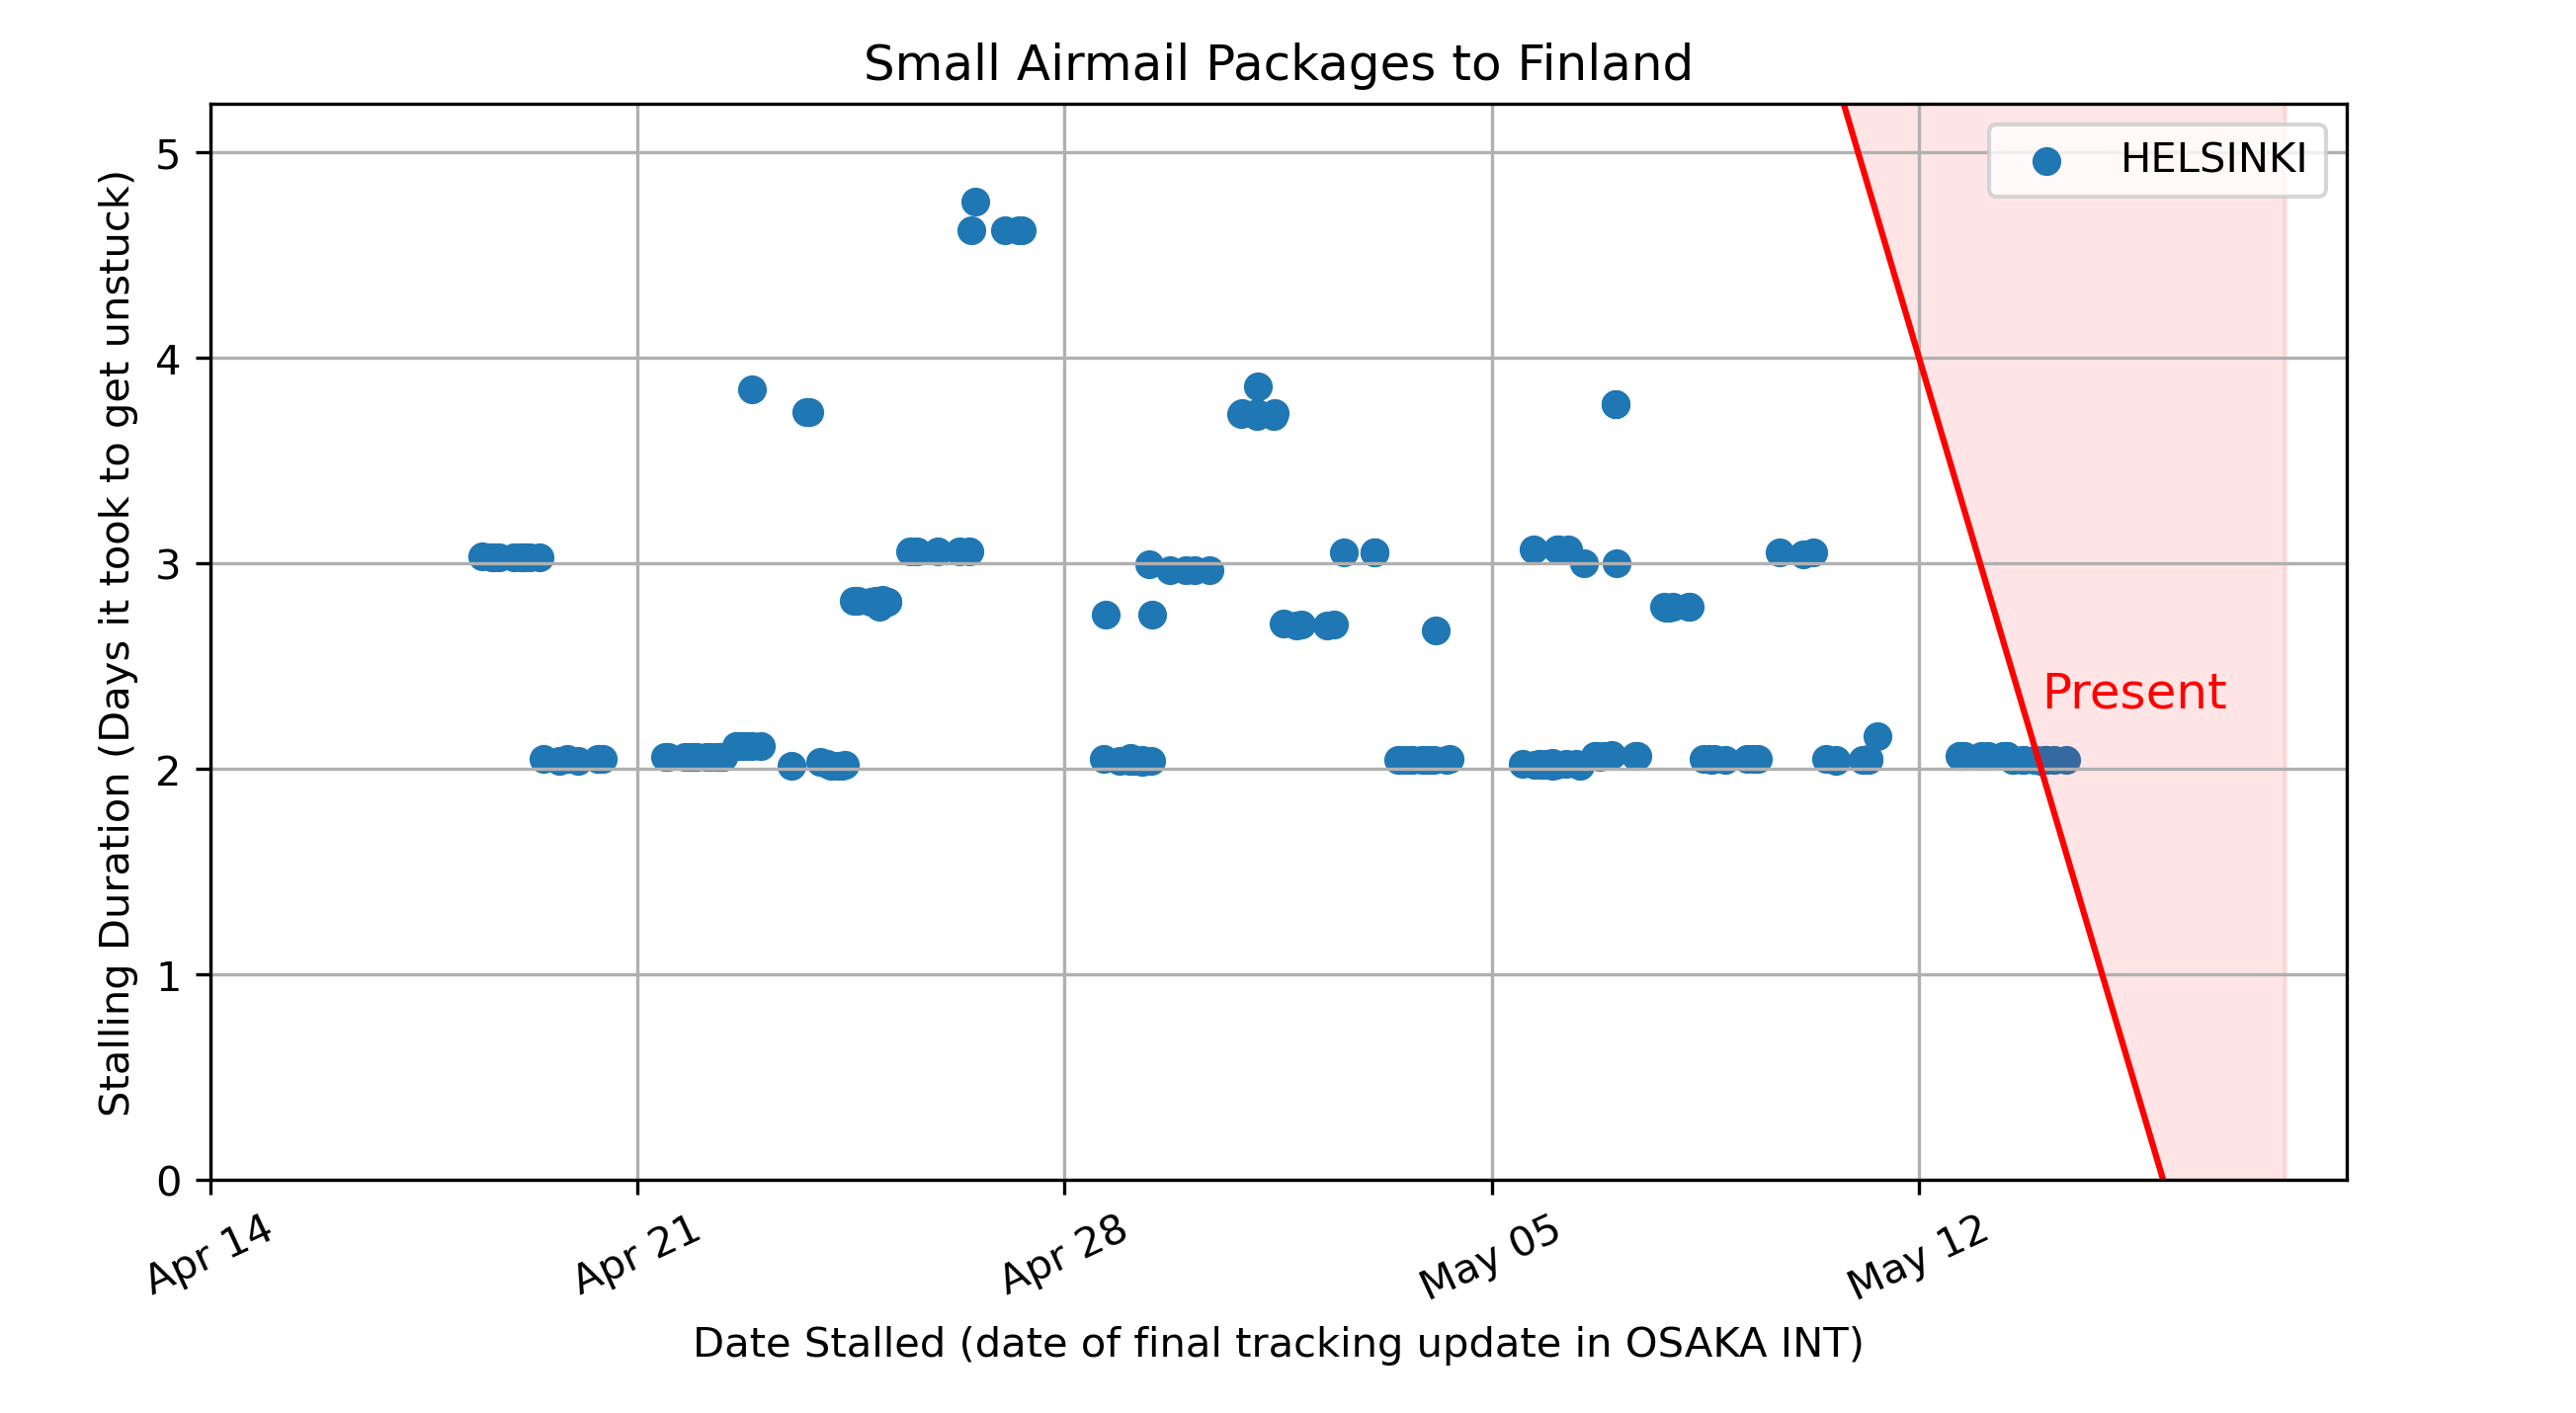 Small Airmail Packages to Finland
Stalling Duration (Days it took to get unstuck)
5
4
3
2
1
0
HELSINKI
Present
Apr 14
Apr 21
Apr 28
May 05
May 12
Date Stalled (date of final tracking update in OSAKA INT)